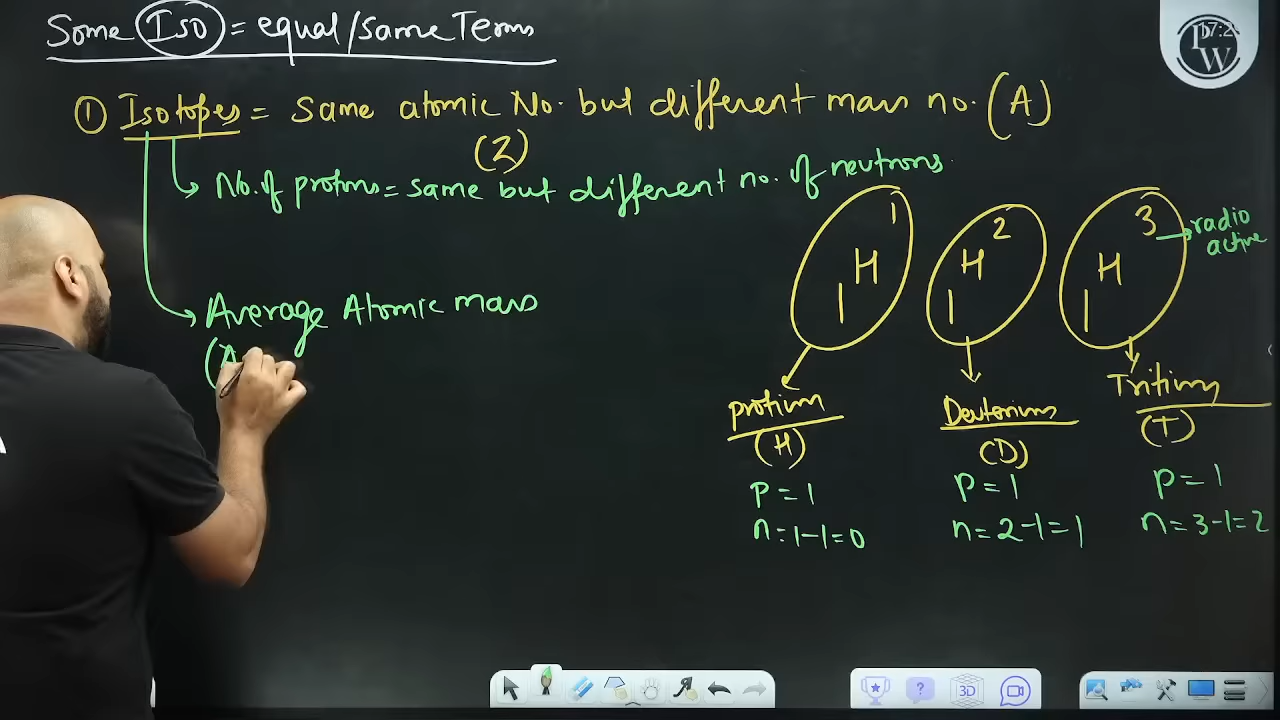 Some Iso = equal/same Terms
① Isotopes = same atomic No. but different mass no. (A)
(Z)
No. of protons = same but different no. of neutrons.
1
H
1
2
H
1
3
H
1
radio
active
Average Atomic mass
(A
protium
(H)
P = 1
n = 1-1 = 0
Deuterium
(D)
P = 1
n = 2-1 = 1
Tritium
(T)
P = 1
n = 3-1 = 2
PW
3D